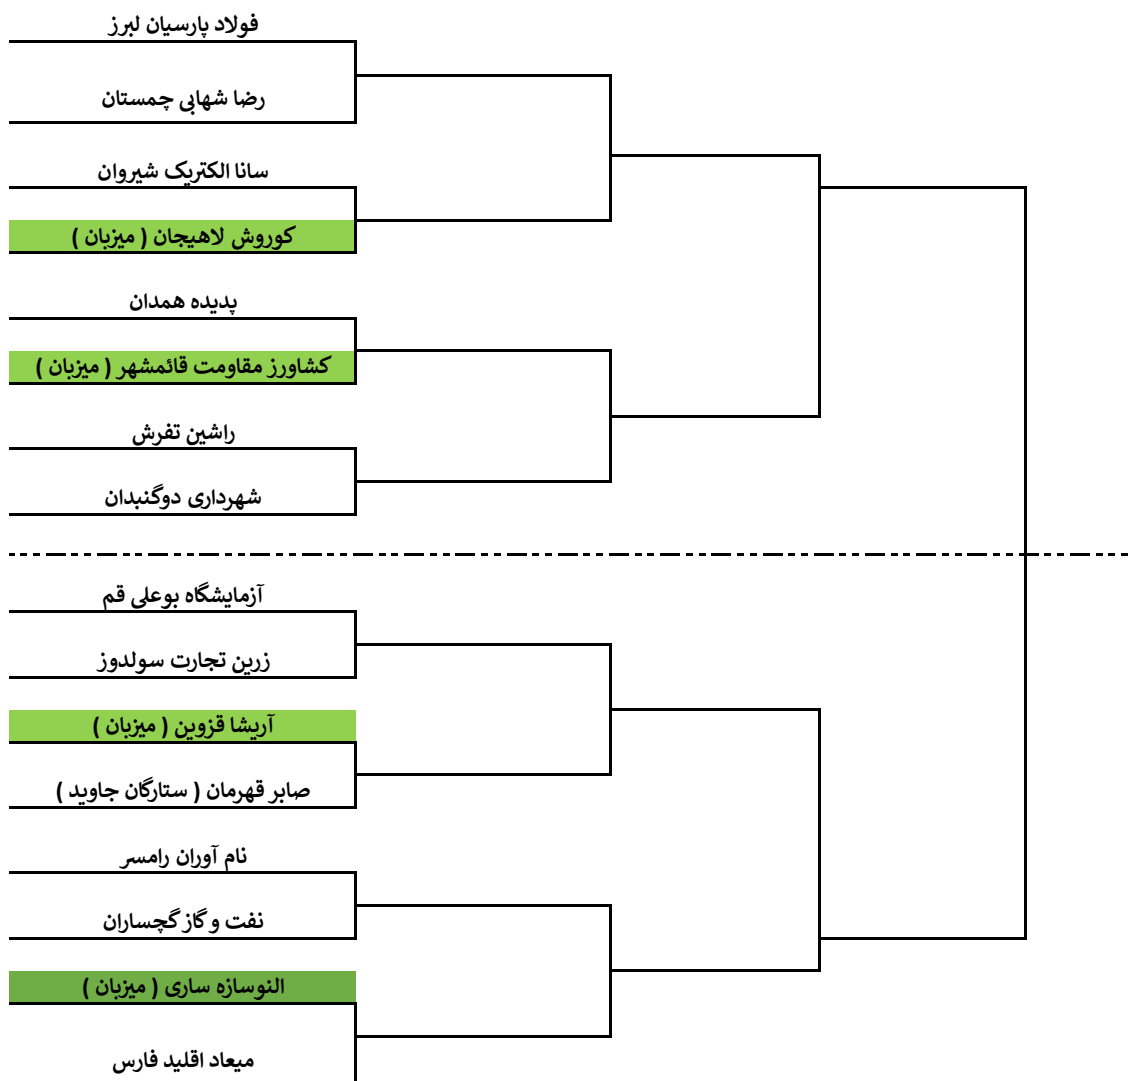 فولاد پارسیان لبرز
رضا شهابی چمستان
سانا الکتریک شیروان
کوروش لاهیجان ( میزبان )
پدیده همدان
کشاورز مقاومت قائمشهر ( میزبان )
راشین تفرش
شهرداری دوگنبدان
آزمایشگاه بوعلی قم
زرین تجارت سولدوز
آریشا قزوین ( میزبان )
صابر قهرمان ( ستارگان جاوید )
نام آوران رامسر
نفت و گاز گچساران
النوسازه ساری ( میزبان )
میعاد اقلید فارس